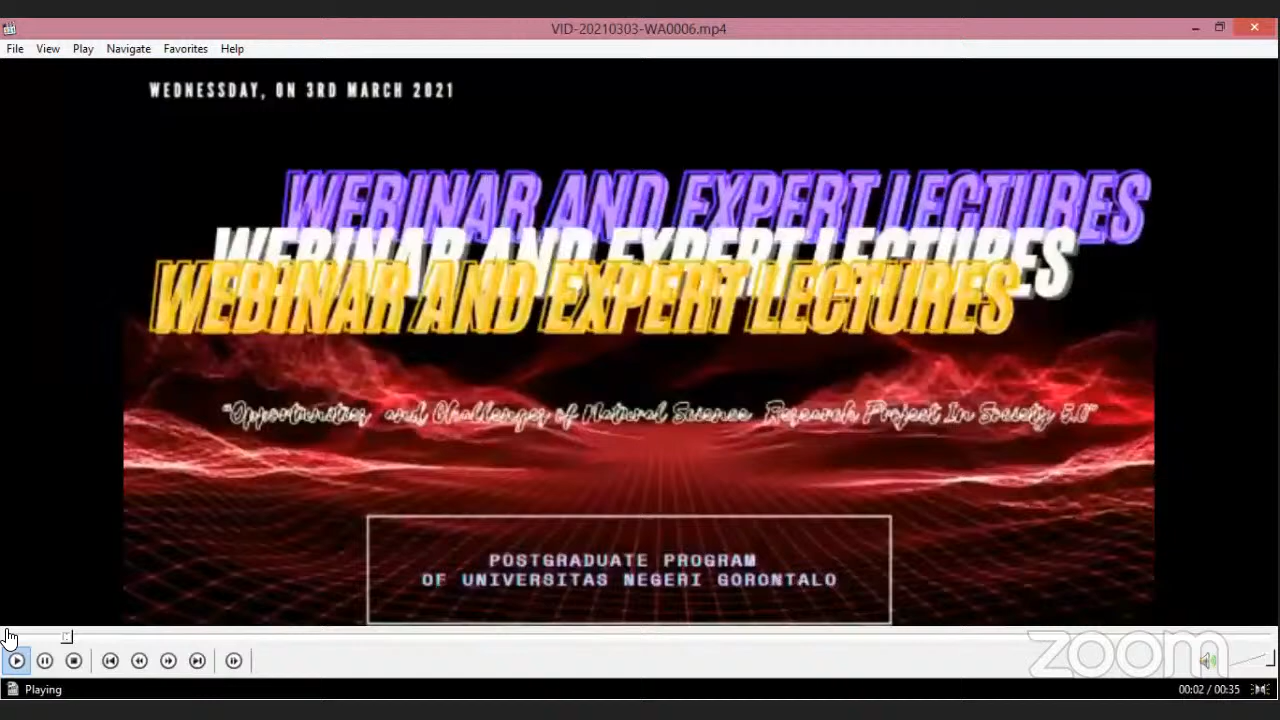 VID-20210303-WA0006.mp4
File View Play Navigate Favorites Help
WEDNESSDAY, ON 3RD MARCH 2021
WEBINAR AND EXPERT LECTURES
WEBINAR AND EXPERT LECTURES
WEBINAR AND EXPERT LECTURES
"Opportunities and Challenges of Natural Science Research Project In Society 5.0"
POSTGRADUATE PROGRAM
OF UNIVERSITAS NEGERI GORONTALO
zoom
Playing
00:02 / 00:35